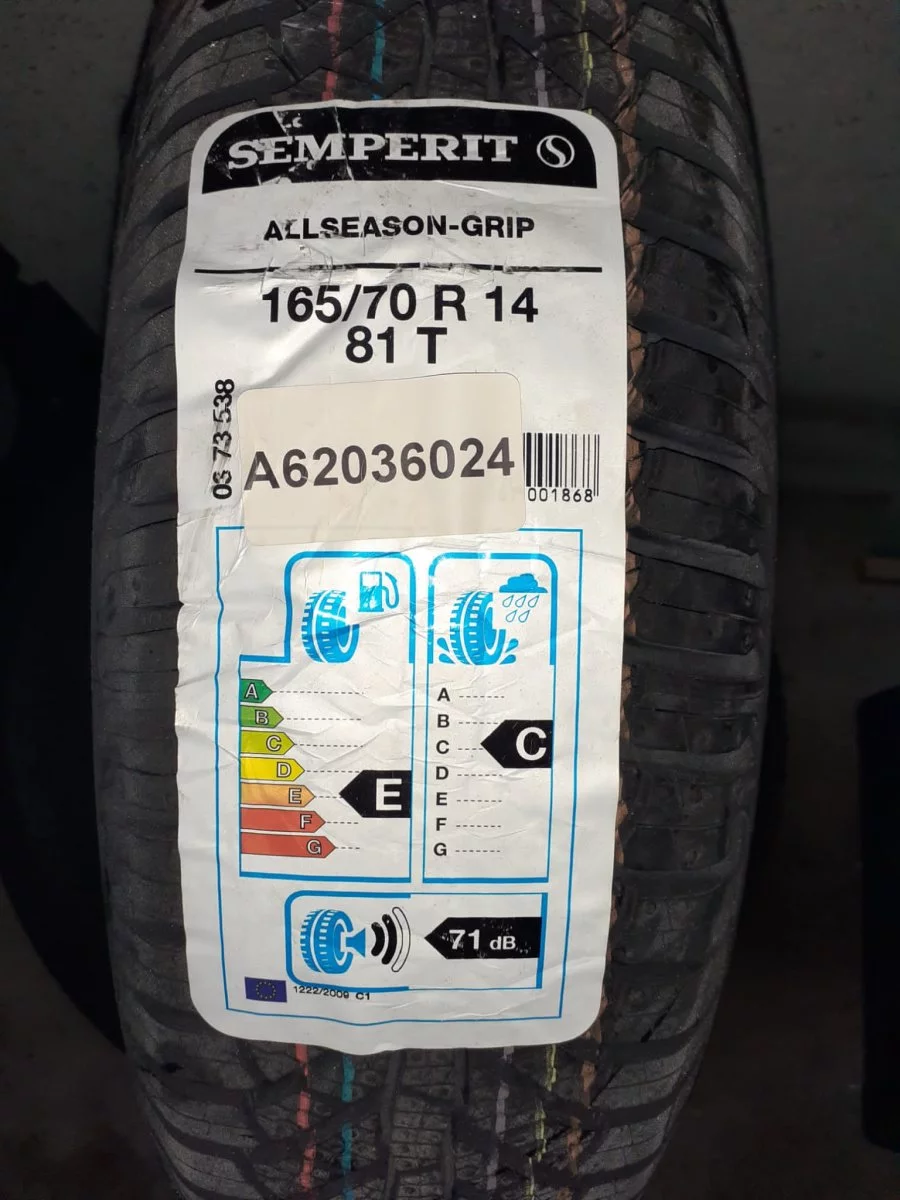 SEMPERIT S
ALLSEASON-GRIP
165/70 R 14
81 T
03 73 538
A62036024
001868
A
B
C
D
E
F
G
E
A
B
C
D
E
F
G
C
71 dB
1222/2009 C1